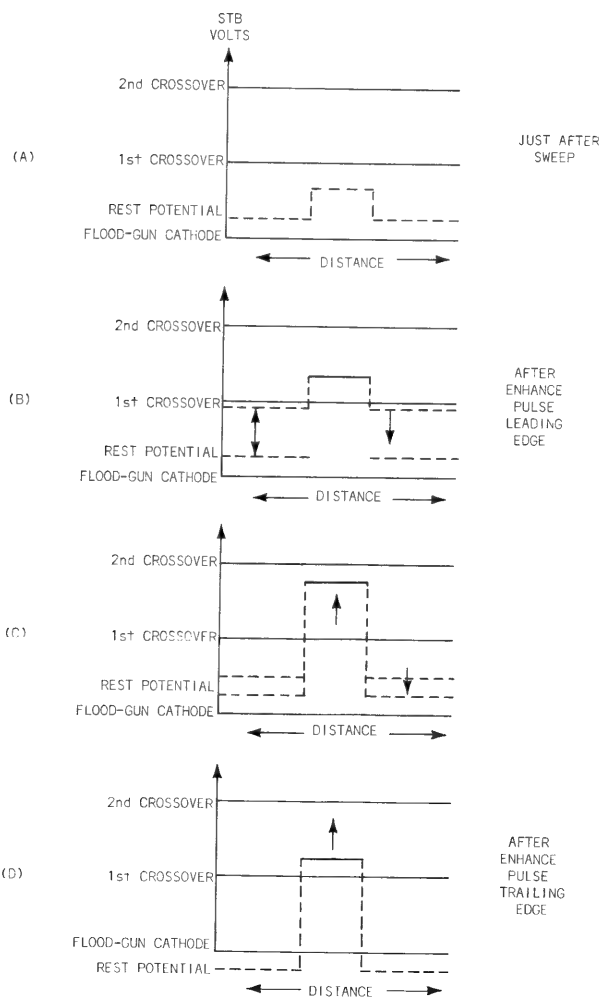 STB
VOLTS
2nd CROSSOVER
(A)
1st CROSSOVER
JUST AFTER
SWEEP
REST POTENTIAL
FLOOD-GUN CATHODE
DISTANCE
2nd CROSSOVER
(B)
1st CROSSOVER
AFTER
ENHANCE
PULSE
LEADING
EDGE
REST POTENTIAL
FLOOD-GUN CATHODE
DISTANCE
2nd CROSSOVER
(C)
1st CROSSOVER
REST POTENTIAL
FLOOD-GUN CATHODE
DISTANCE
2nd CROSSOVER
(D)
1st CROSSOVER
AFTER
ENHANCE
PULSE
TRAILING
EDGE
FLOOD-GUN CATHODE
REST POTENTIAL
DISTANCE